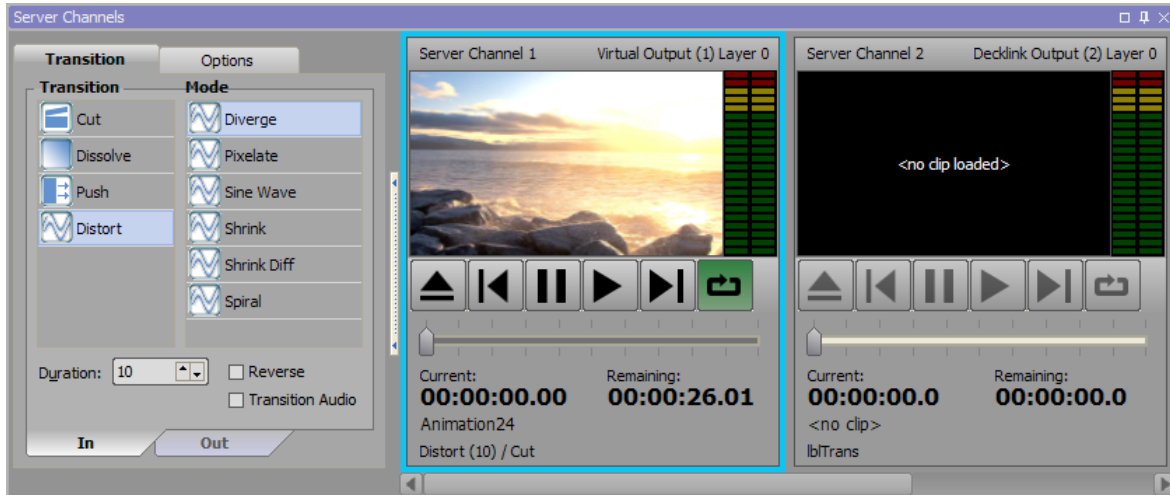 Server Channels
Transition
Options
Transition
Mode
Cut
Dissolve
Push
Distort
Diverge
Pixelate
Sine Wave
Shrink
Shrink Diff
Spiral
Duration: 10
Reverse
Transition Audio
In
Out
Server Channel 1 Virtual Output (1) Layer 0
Current: Remaining:
00:00:00.00 00:00:26.01
Animation24
Distort (10) / Cut
Server Channel 2 Decklink Output (2) Layer 0
<no clip loaded>
Current: Remaining:
00:00:00.0 00:00:00.0
<no clip>
lblTrans